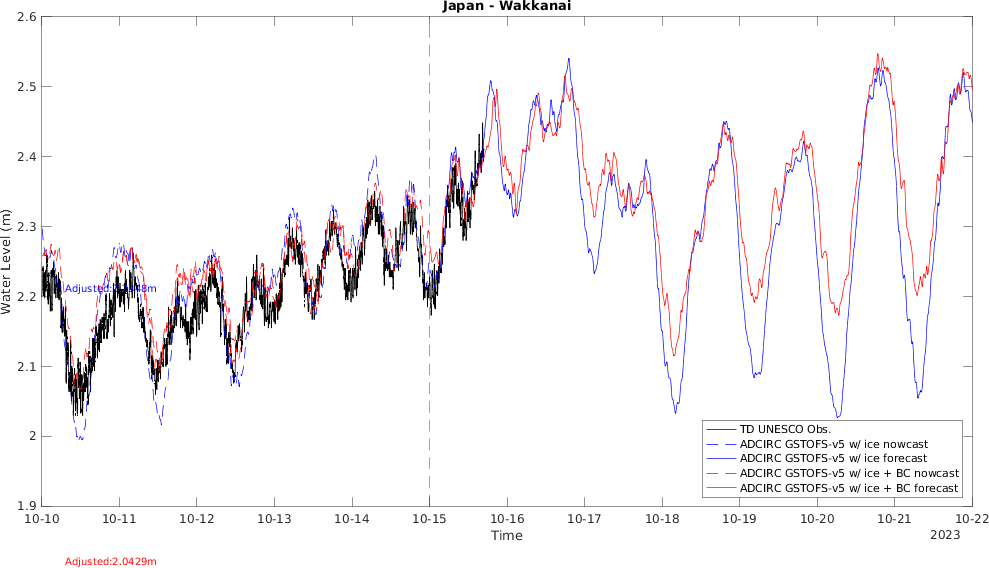 Japan - Wakkanai
Water Level (m)
2.6
2.5
2.4
2.3
2.2
2.1
2
1.9
10-10
10-11
10-12
10-13
10-14
10-15
10-16
10-17
10-18
10-19
10-20
10-21
10-22
2023
Time
TD UNESCO Obs.
ADCIRC GSTOFS-v5 w/ ice nowcast
ADCIRC GSTOFS-v5 w/ ice forecast
ADCIRC GSTOFS-v5 w/ ice + BC nowcast
ADCIRC GSTOFS-v5 w/ ice + BC forecast
Adjusted:2.0429m